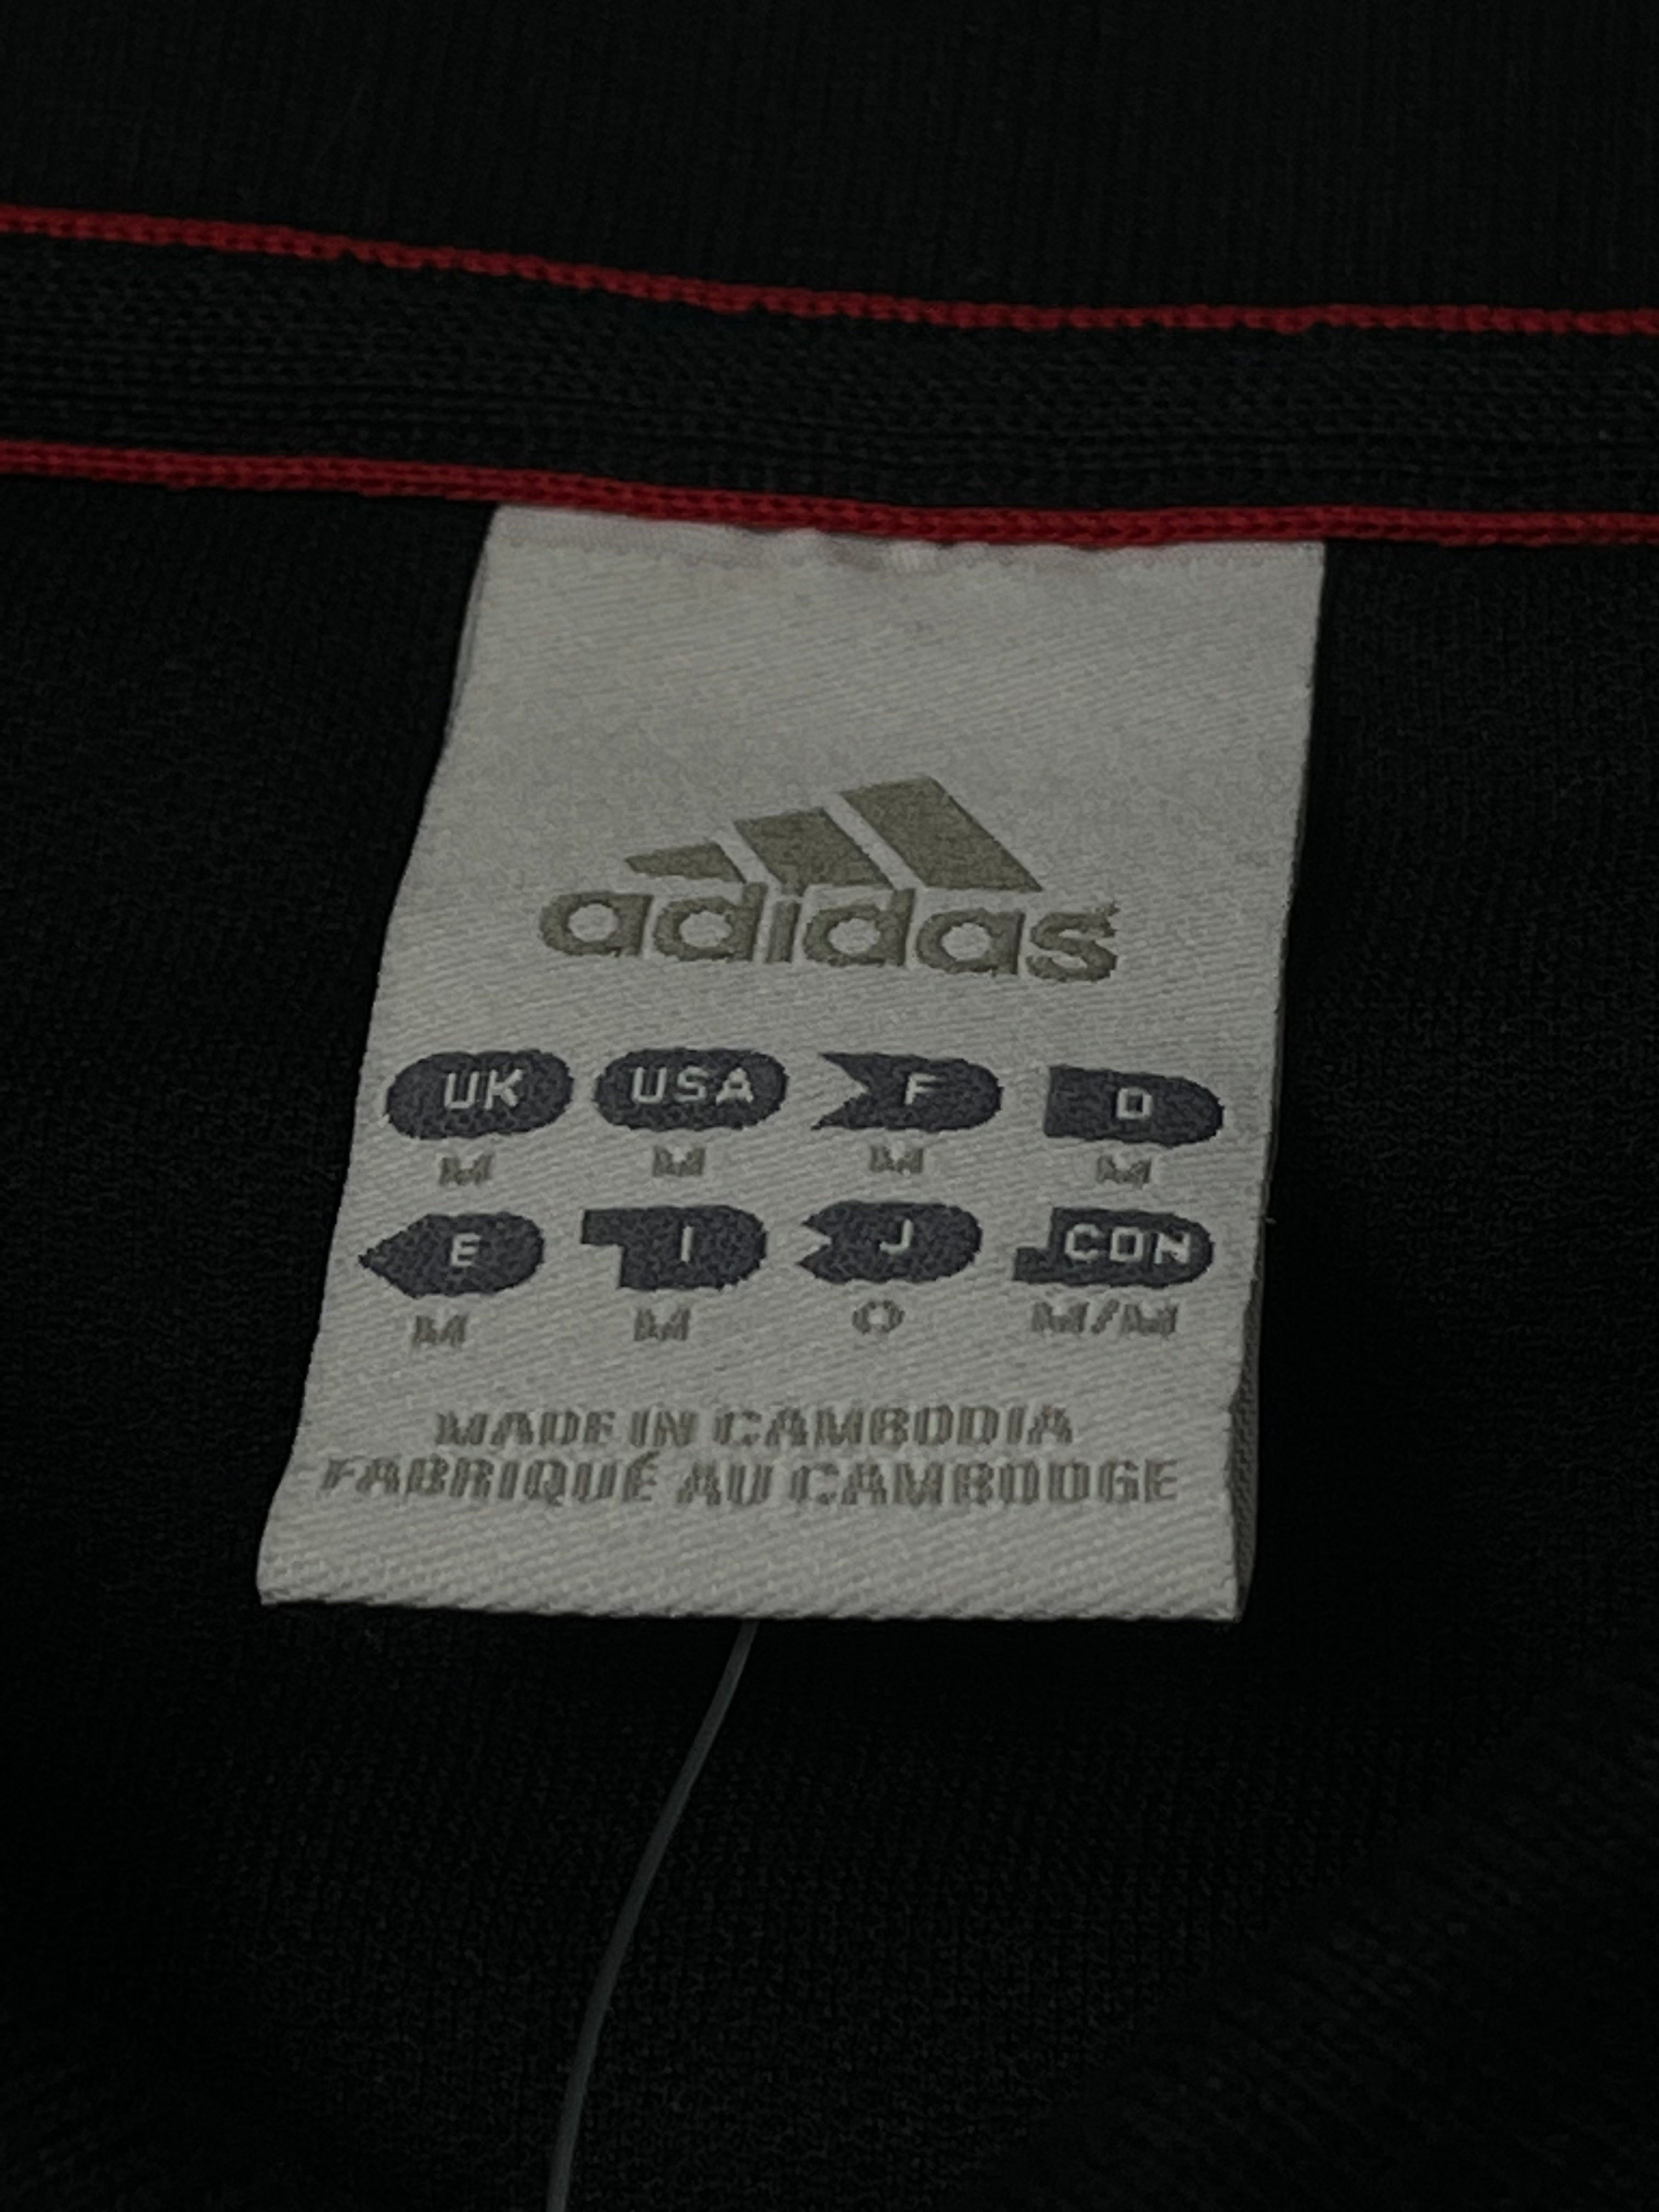 adidas
UK USA F D
M M M M
E I J CON
M M O M/M
MADE IN CAMBODIA
FABRIQUÉ AU CAMBODGE